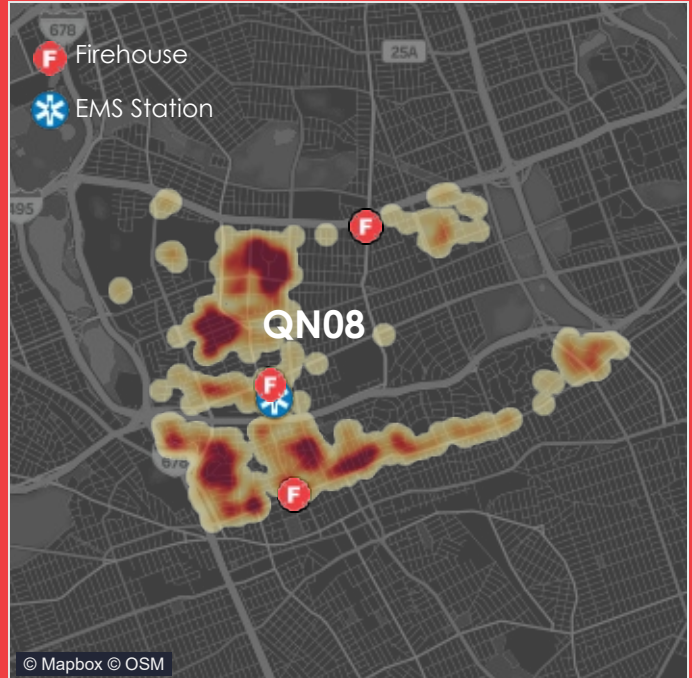 678
F Firehouse
25A
EMS Station
495
F
QN08
F
678
F
© Mapbox © OSM